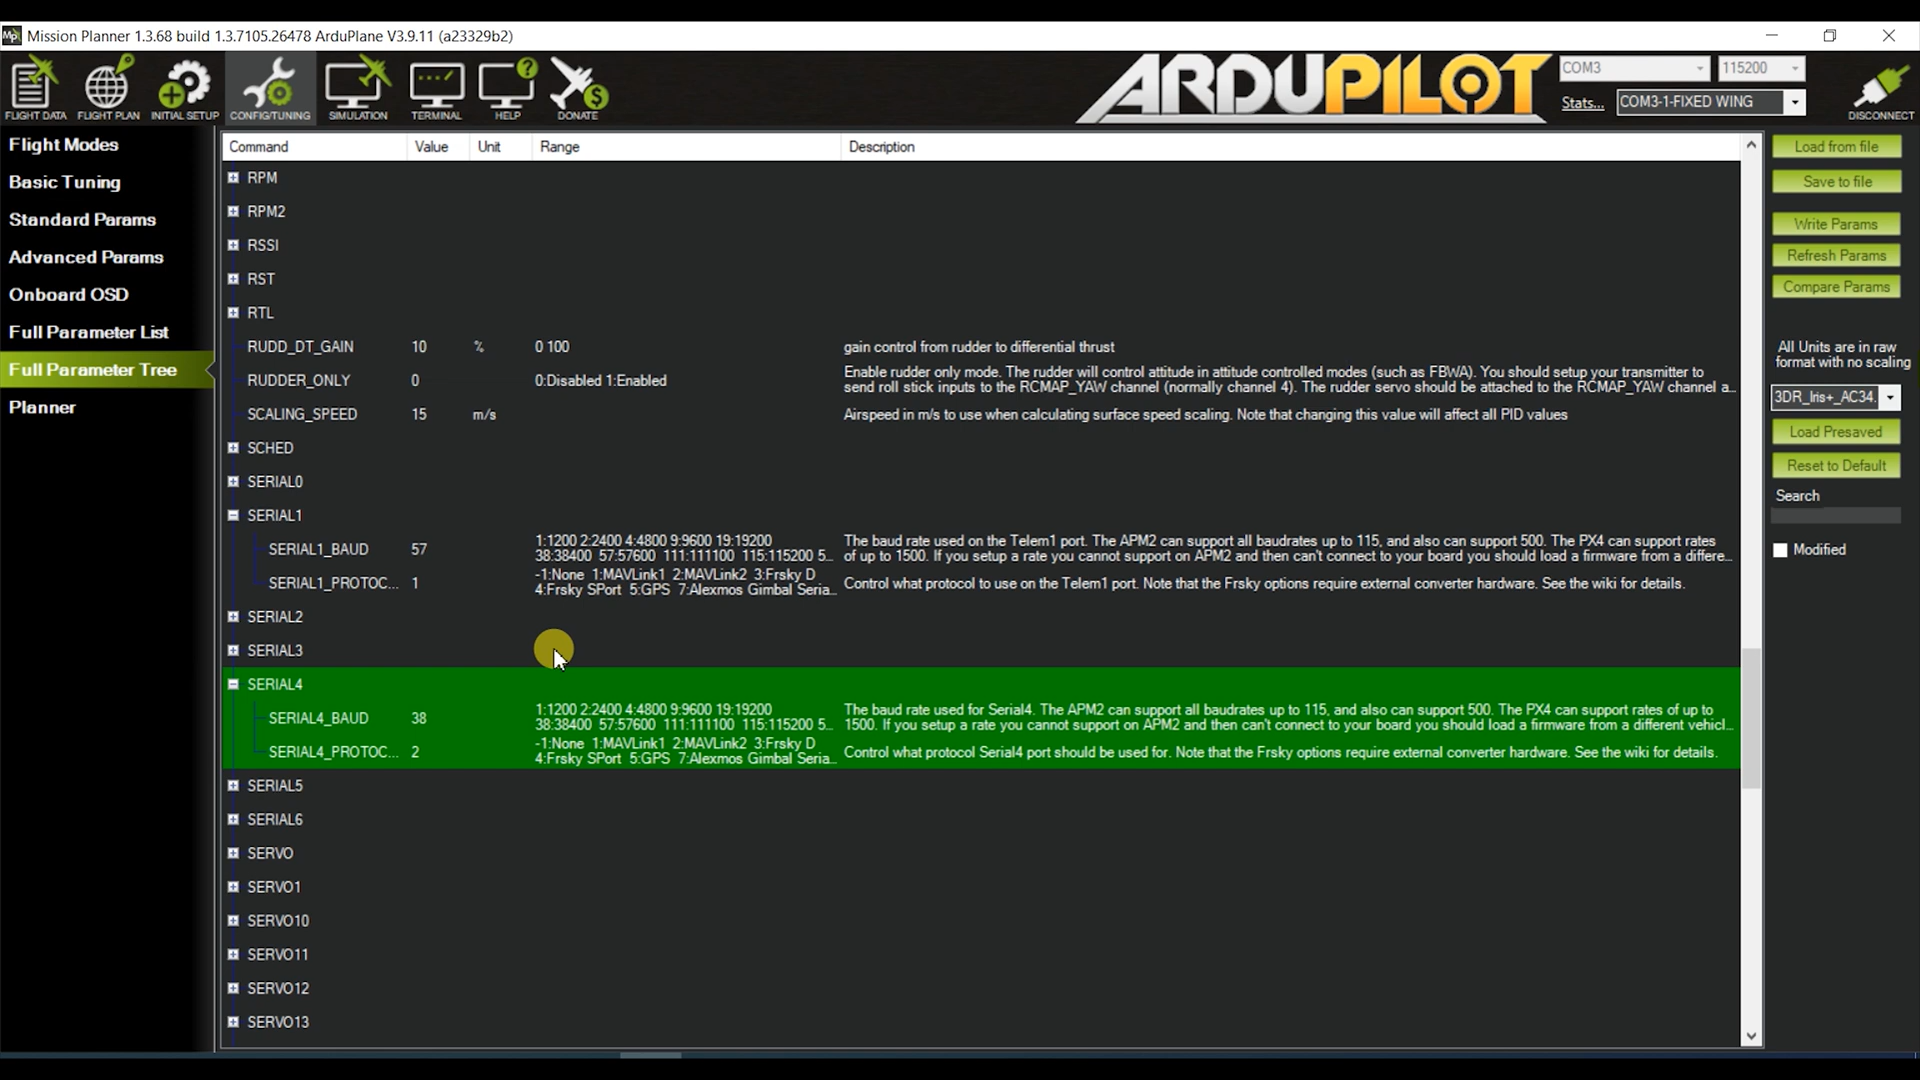 Mission Planner 1.3.68 build 1.3.7105.26478 ArduPlane V3.9.11 (a23329b2)
FLIGHT DATA FLIGHT PLAN INITIAL SETUP CONFIG/TUNING SIMULATION TERMINAL HELP DONATE
ARDUPILOT
COM3 115200
Stats... COM3-1-FIXED WING
DISCONNECT
Flight Modes
Basic Tuning
Standard Params
Advanced Params
Onboard OSD
Full Parameter List
Full Parameter Tree
Planner
Command Value Unit Range Description
RPM
RPM2
RSSI
RST
RTL
RUDD_DT_GAIN 10 % 0 100 gain control from rudder to differential thrust
RUDDER_ONLY 0 0:Disabled 1:Enabled Enable rudder only mode. The rudder will control attitude in attitude controlled modes (such as FBWA). You should setup your transmitter to
send roll stick inputs to the RCMAP_YAW channel (normally channel 4). The rudder servo should be attached to the RCMAP_YAW channel a...
SCALING_SPEED 15 m/s Airspeed in m/s to use when calculating surface speed scaling. Note that changing this value will affect all PID values
SCHED
SERIAL0
SERIAL1
SERIAL1_BAUD 57 1:1200 2:2400 4:4800 9:9600 19:19200 The baud rate used on the Telem1 port. The APM2 can support all baudrates up to 115, and also can support 500. The PX4 can support rates
38:38400 57:57600 111:111100 115:115200 5... of up to 1500. If you setup a rate you cannot support on APM2 and then can't connect to your board you should load a firmware from a differe...
SERIAL1_PROTOC... 1 -1:None 1:MAVLink1 2:MAVLink2 3:Frsky D Control what protocol to use on the Telem1 port. Note that the Frsky options require external converter hardware. See the wiki for details.
4:Frsky SPort 5:GPS 7:Alexmos Gimbal Seria...
SERIAL2
SERIAL3
SERIAL4
SERIAL4_BAUD 38 1:1200 2:2400 4:4800 9:9600 19:19200 The baud rate used for Serial4. The APM2 can support all baudrates up to 115, and also can support 500. The PX4 can support rates of up to
38:38400 57:57600 111:111100 115:115200 5... 1500. If you setup a rate you cannot support on APM2 and then can't connect to your board you should load a firmware from a different vehicl...
SERIAL4_PROTOC... 2 -1:None 1:MAVLink1 2:MAVLink2 3:Frsky D Control what protocol Serial4 port should be used for. Note that the Frsky options require external converter hardware. See the wiki for details.
4:Frsky SPort 5:GPS 7:Alexmos Gimbal Seria...
SERIAL5
SERIAL6
SERVO
SERVO1
SERVO10
SERVO11
SERVO12
SERVO13
Load from file
Save to file
Write Params
Refresh Params
Compare Params
All Units are in raw
format with no scaling
3DR_Iris+_AC34.
Load Presaved
Reset to Default
Search
Modified